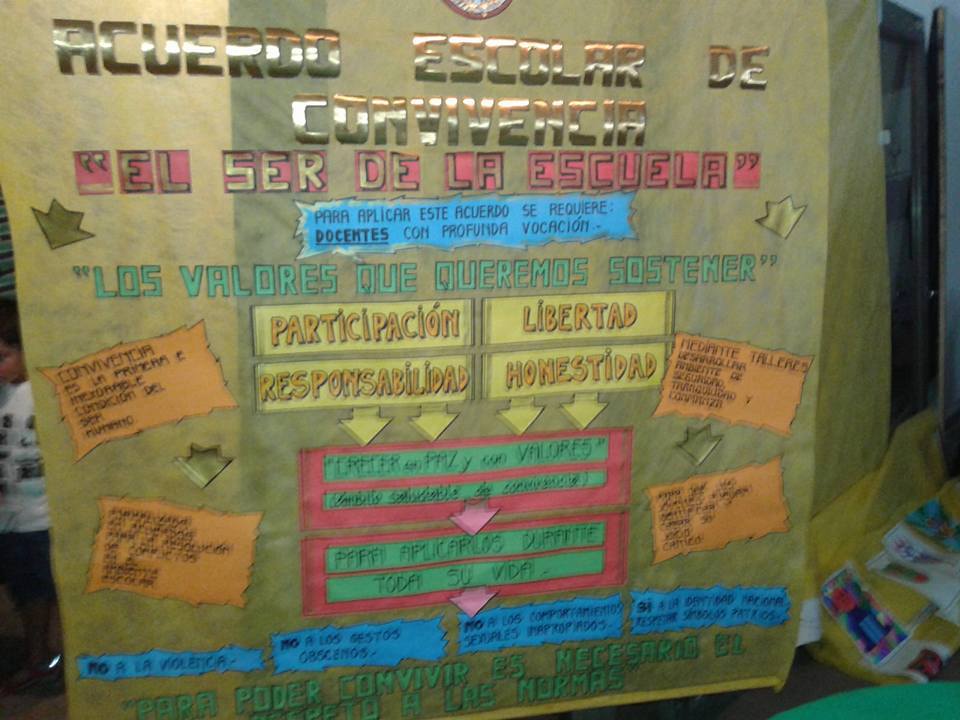 ACUERDO ESCOLAR DE
CONVIVENCIA
"EL SER DE LA ESCUELA"
PARA APLICAR ESTE ACUERDO SE REQUIERE:
DOCENTES CON PROFUNDA VOCACIÓN.-
"LOS VALORES QUE QUEREMOS SOSTENER"
PARTICIPACIÓN
LIBERTAD
RESPONSABILIDAD
HONESTIDAD
CONVIVENCIA
ES LA PRIMERA E
INEXORABLE
CONDICIÓN DEL
SER
HUMANO
MEDIANTE TALLERES
DESARROLLAR
AMBIENTE DE
SEGURIDAD,
TRANQUILIDAD Y
CONFIANZA
"CRECER en PAZ y con VALORES"
(ámbito saludable de convivencia)
PARA APLICARLOS DURANTE
TODA SU VIDA.-
NO A LA VIOLENCIA.-
NO A LOS GESTOS
OBSCENOS.-
NO A LOS COMPORTAMIENTOS
SEXUALES INAPROPIADOS.-
SI A LA IDENTIDAD NACIONAL
RESPETAR SÍMBOLOS PATRIOS.-
"PARA PODER CONVIVIR ES NECESARIO EL
RESPETO A LAS NORMAS"